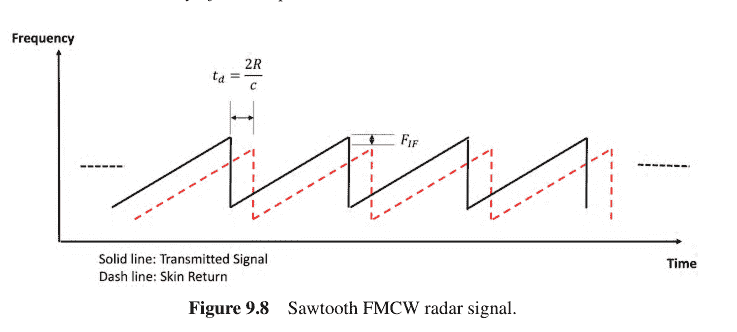 Frequency
t_d = 2R/c
F_IF
Solid line: Transmitted Signal
Dash line: Skin Return
Time
Figure 9.8 Sawtooth FMCW radar signal.